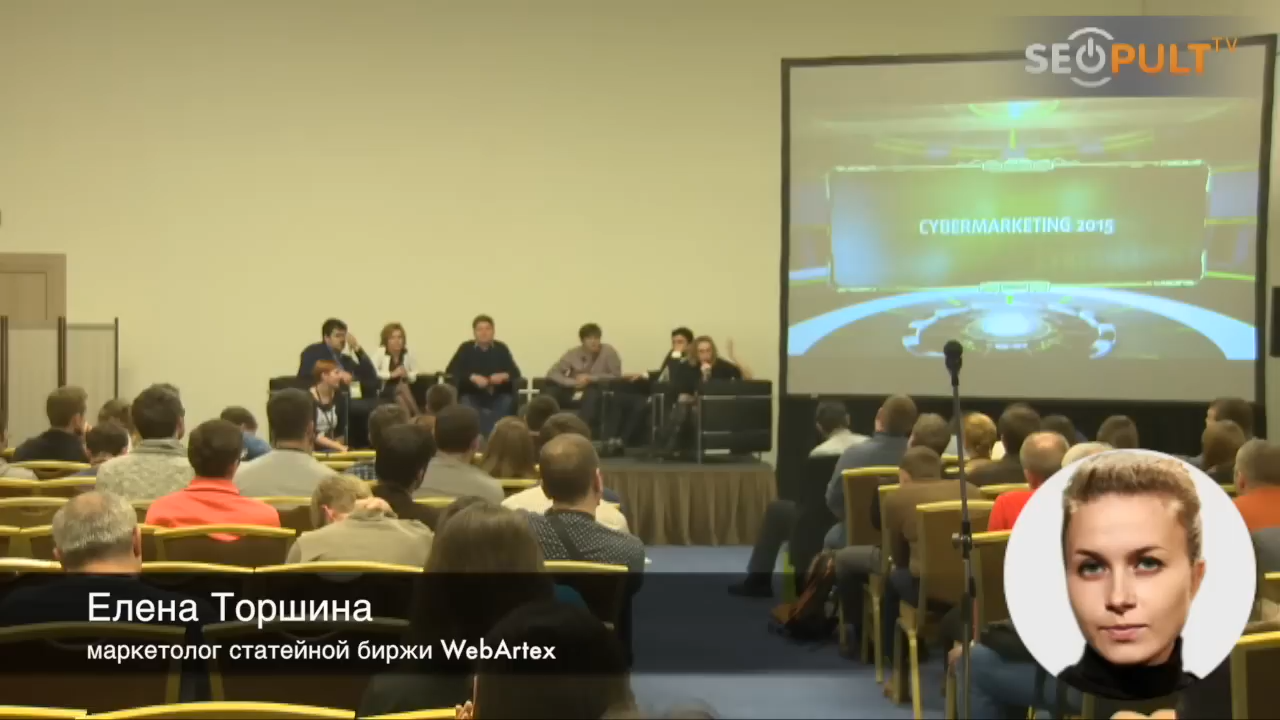 SEOPULT TV
CYBERMARKETING 2015
Елена Торшина
маркетолог статейной биржи WebArtex